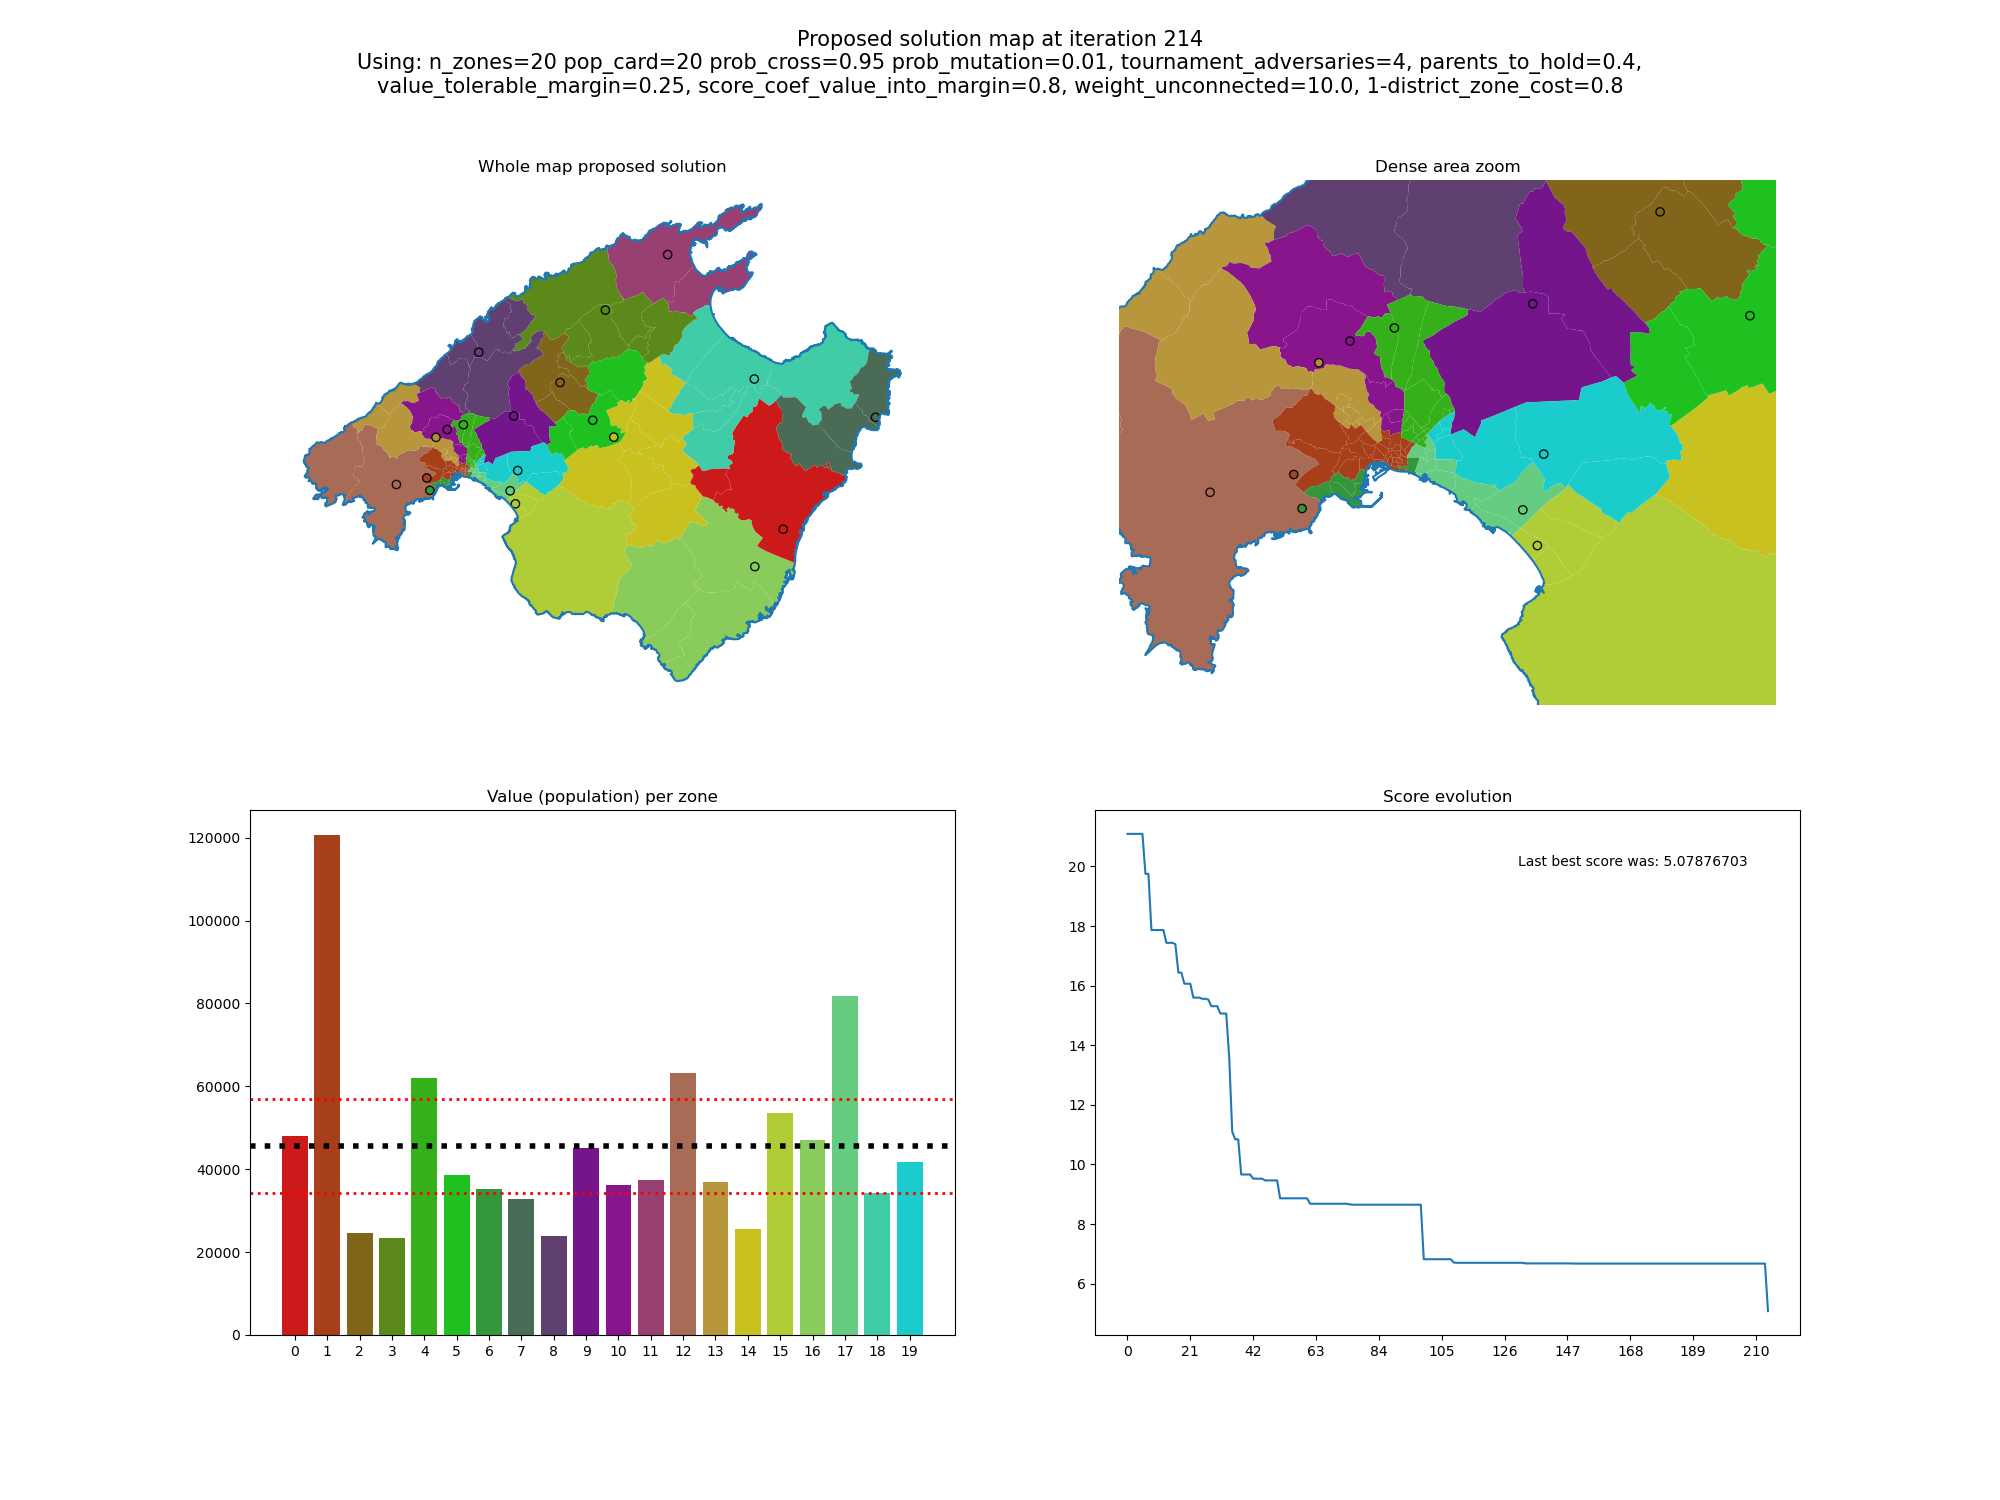 Proposed solution map at iteration 214
Using: n_zones=20 pop_card=20 prob_cross=0.95 prob_mutation=0.01, tournament_adversaries=4, parents_to_hold=0.4,
value_tolerable_margin=0.25, score_coef_value_into_margin=0.8, weight_unconnected=10.0, 1-district_zone_cost=0.8
Whole map proposed solution
Dense area zoom
Value (population) per zone
120000
100000
80000
60000
40000
20000
0
0 1 2 3 4 5 6 7 8 9 10 11 12 13 14 15 16 17 18 19
Score evolution
Last best score was: 5.07876703
20
18
16
14
12
10
8
6
0 21 42 63 84 105 126 147 168 189 210